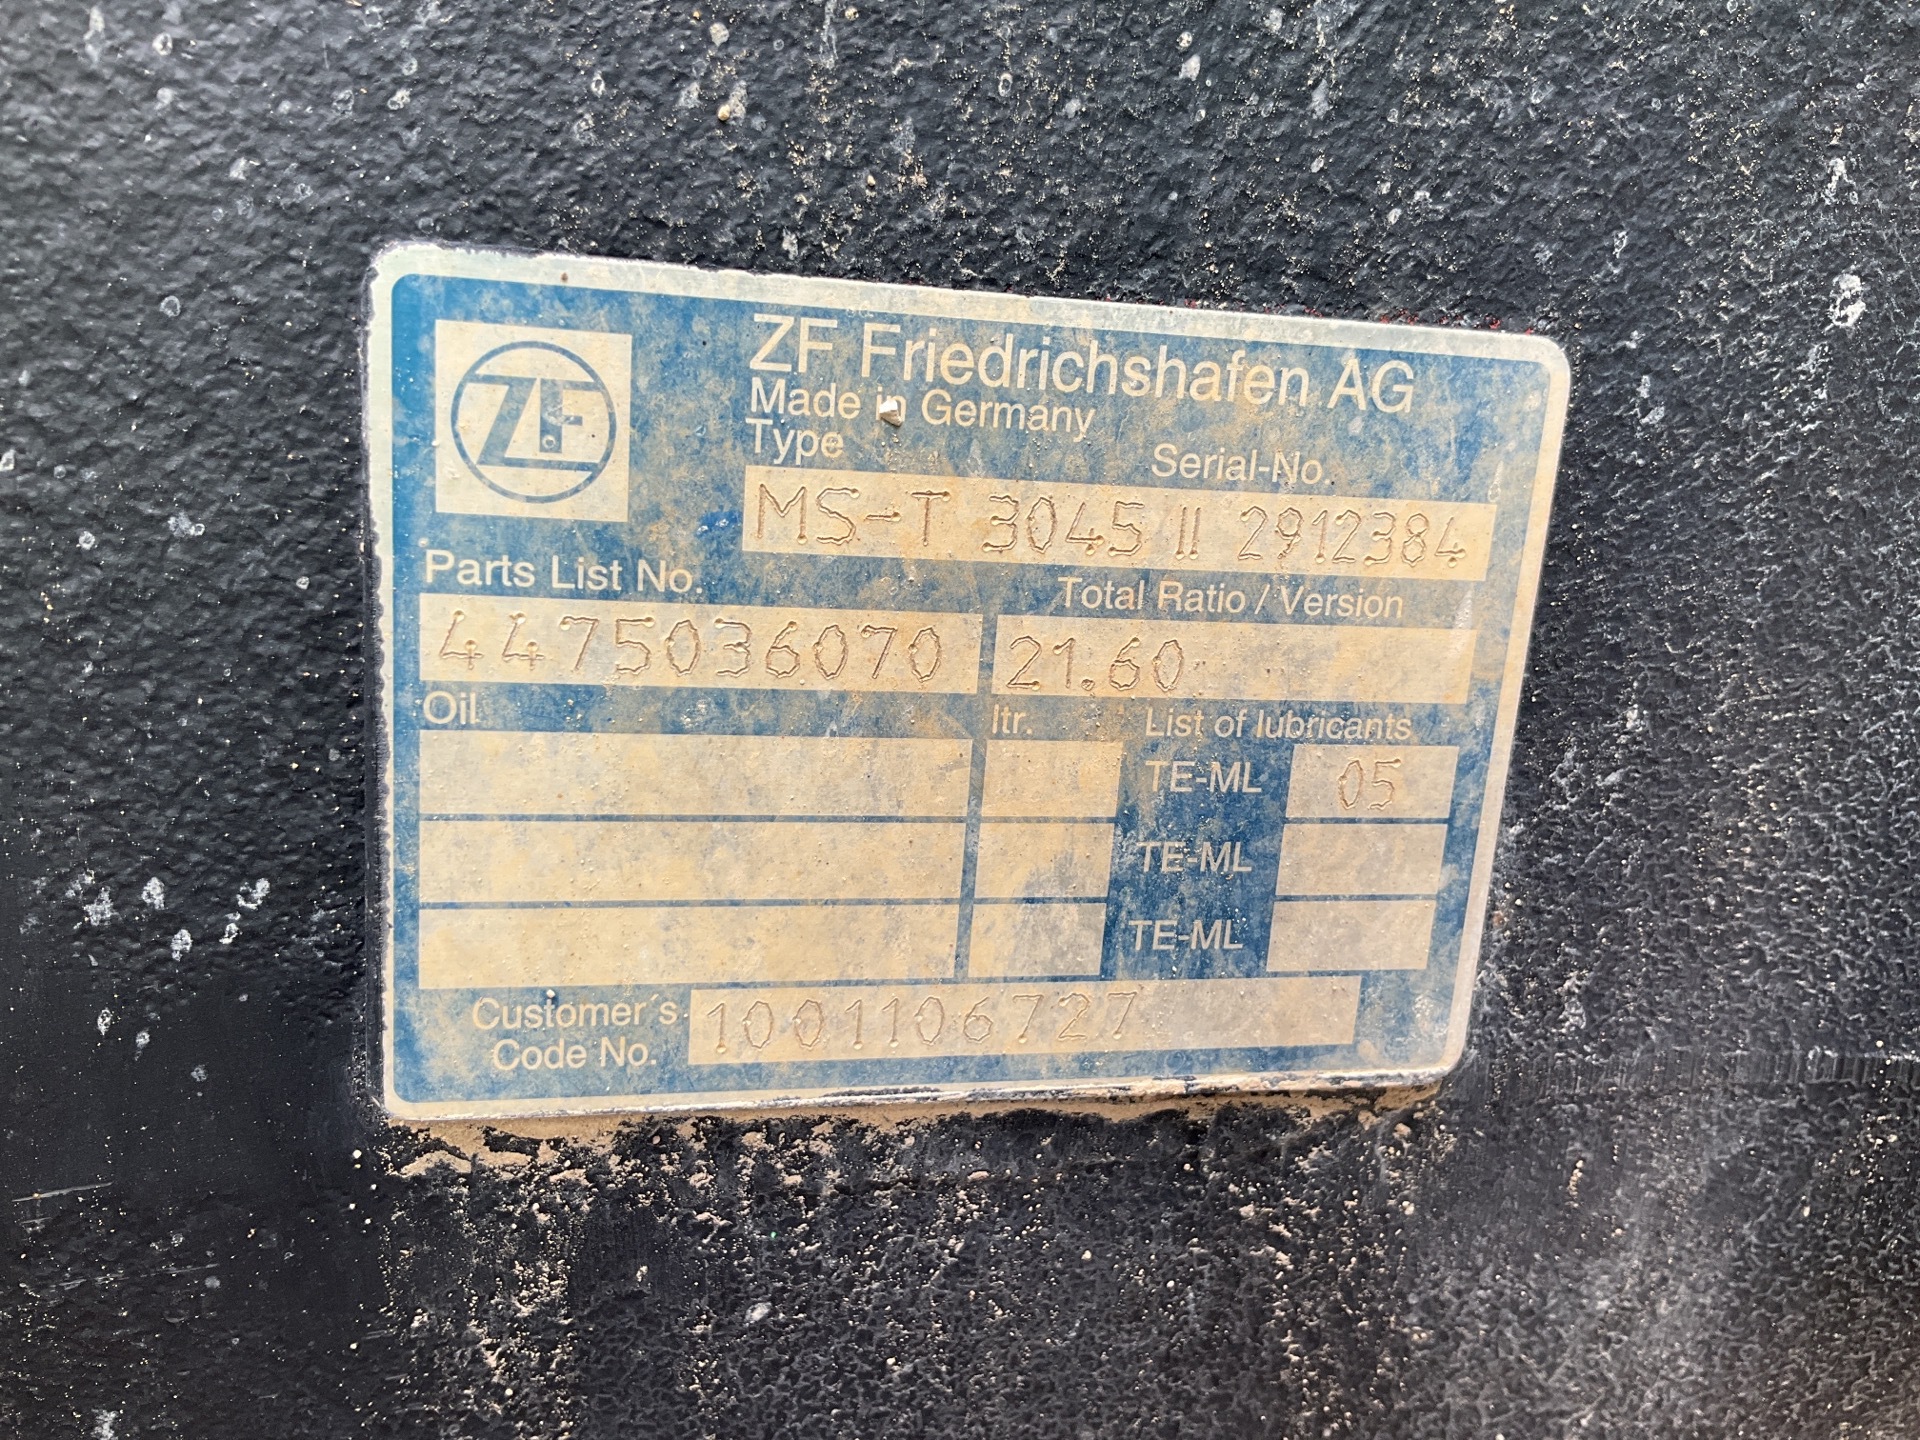 ZF
ZF Friedrichshafen AG
Made in Germany
Type Serial-No.
MS-T 3045 II 2912384
Parts List No. Total Ratio / Version
4475036070 21.60
Oil ltr. List of lubricants
TE-ML 05
TE-ML
TE-ML
Customer's
Code No. 1001106727